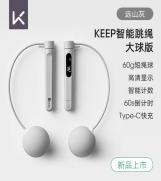 K
远山灰
KEEP智能跳绳
大球版
60g短绳球
高清显示
智能计数
60s倒计时
Type-C快充
新品上市